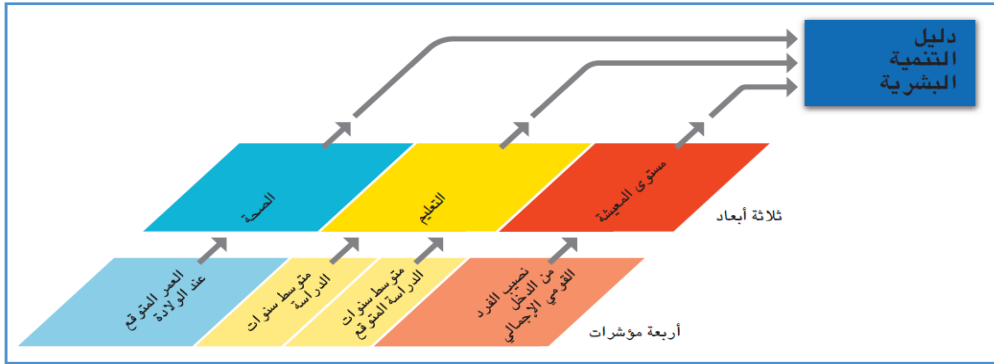 دليل
التنمية
البشرية
مستوى المعيشة
التعليم
الصحة
ثلاثة أبعاد
نصيب الفرد
من الدخل
القومي الإجمالي
متوسط سنوات
الدراسة المتوقع
متوسط سنوات
الدراسة
العمر المتوقع
عند الولادة
أربعة مؤشرات